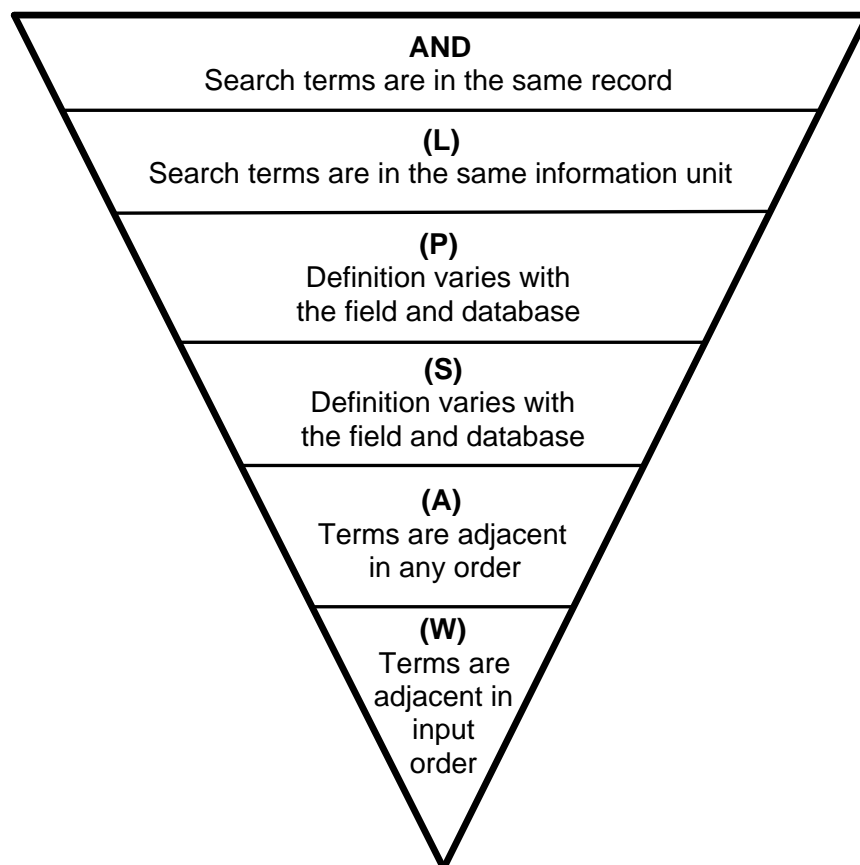 AND
Search terms are in the same record
(L)
Search terms are in the same information unit
(P)
Definition varies with
the field and database
(S)
Definition varies with
the field and database
(A)
Terms are adjacent
in any order
(W)
Terms are
adjacent in
input
order